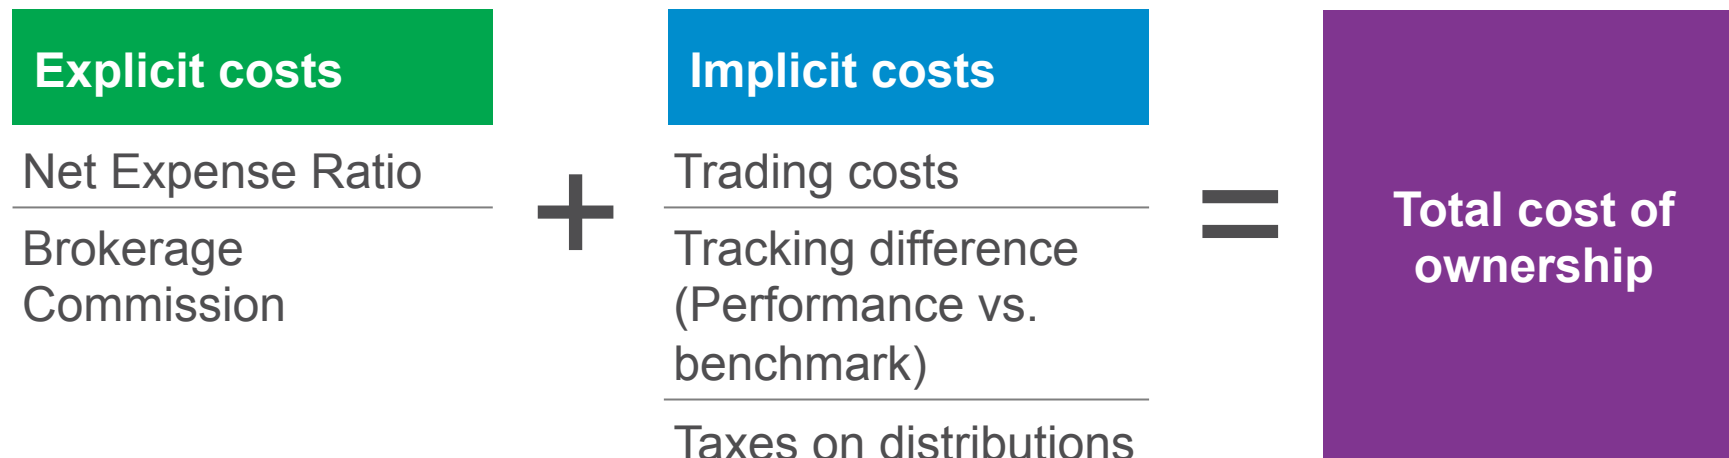 Explicit costs
Net Expense Ratio
Brokerage
Commission
+
Implicit costs
Trading costs
Tracking difference
(Performance vs.
benchmark)
Taxes on distributions
=
Total cost of
ownership